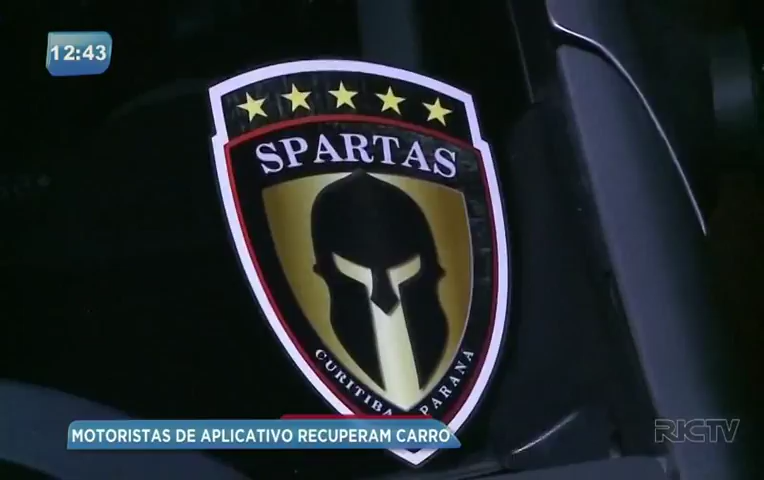 12:43
SPARTAS
CURITIBA PARANÁ
MOTORISTAS DE APLICATIVO RECUPERAM CARRO
RICTV